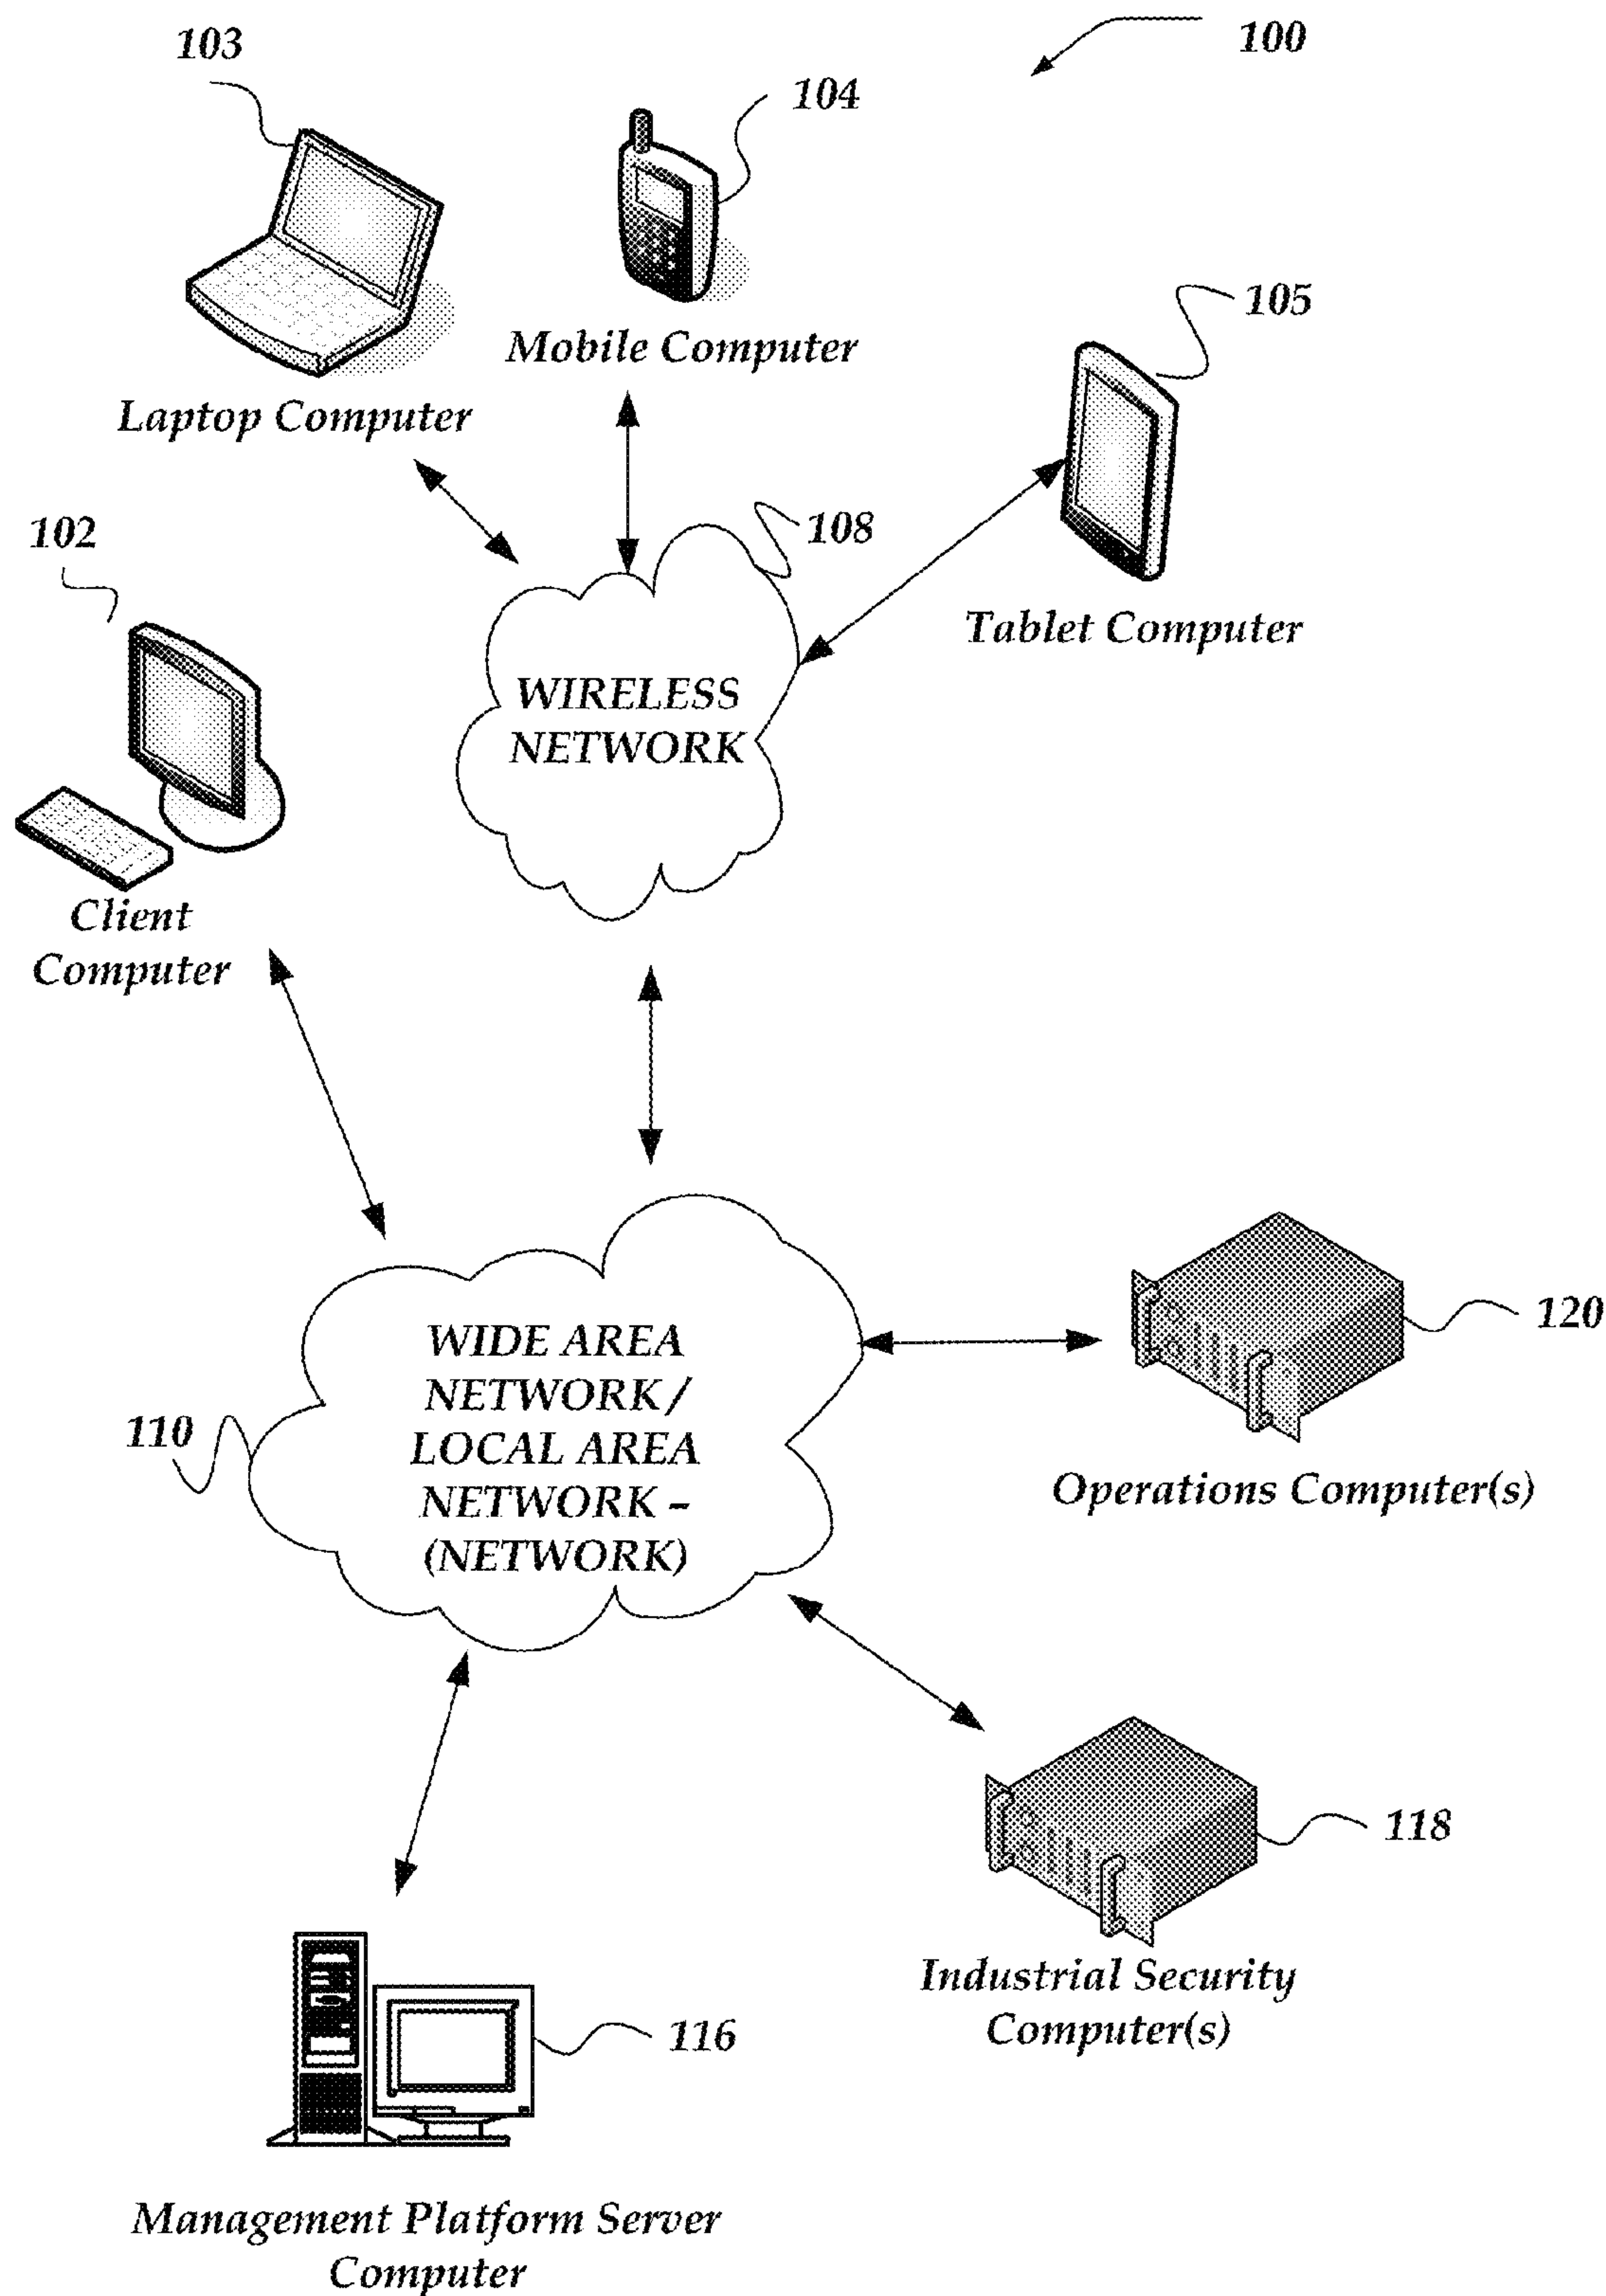 100
103
104
Mobile Computer
105
Laptop Computer
108
102
Tablet Computer
WIRELESS
NETWORK
Client
Computer
WIDE AREA
NETWORK /
LOCAL AREA
NETWORK –
(NETWORK)
110
120
Operations Computer(s)
118
Industrial Security
Computer(s)
116
Management Platform Server
Computer